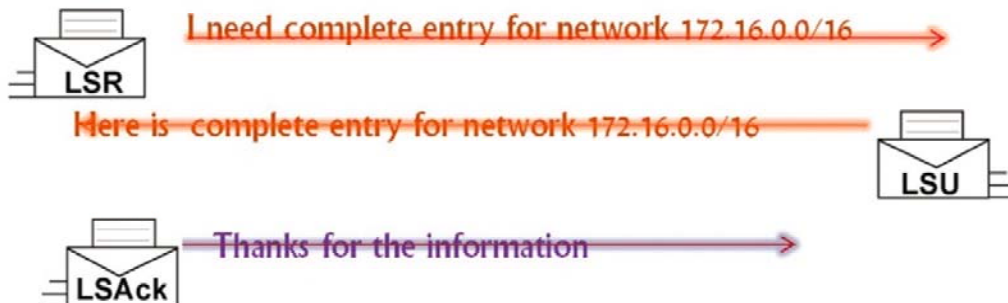 I need complete entry for network 172.16.0.0/16
LSR
Here is complete entry for network 172.16.0.0/16
LSU
Thanks for the information
LSAck